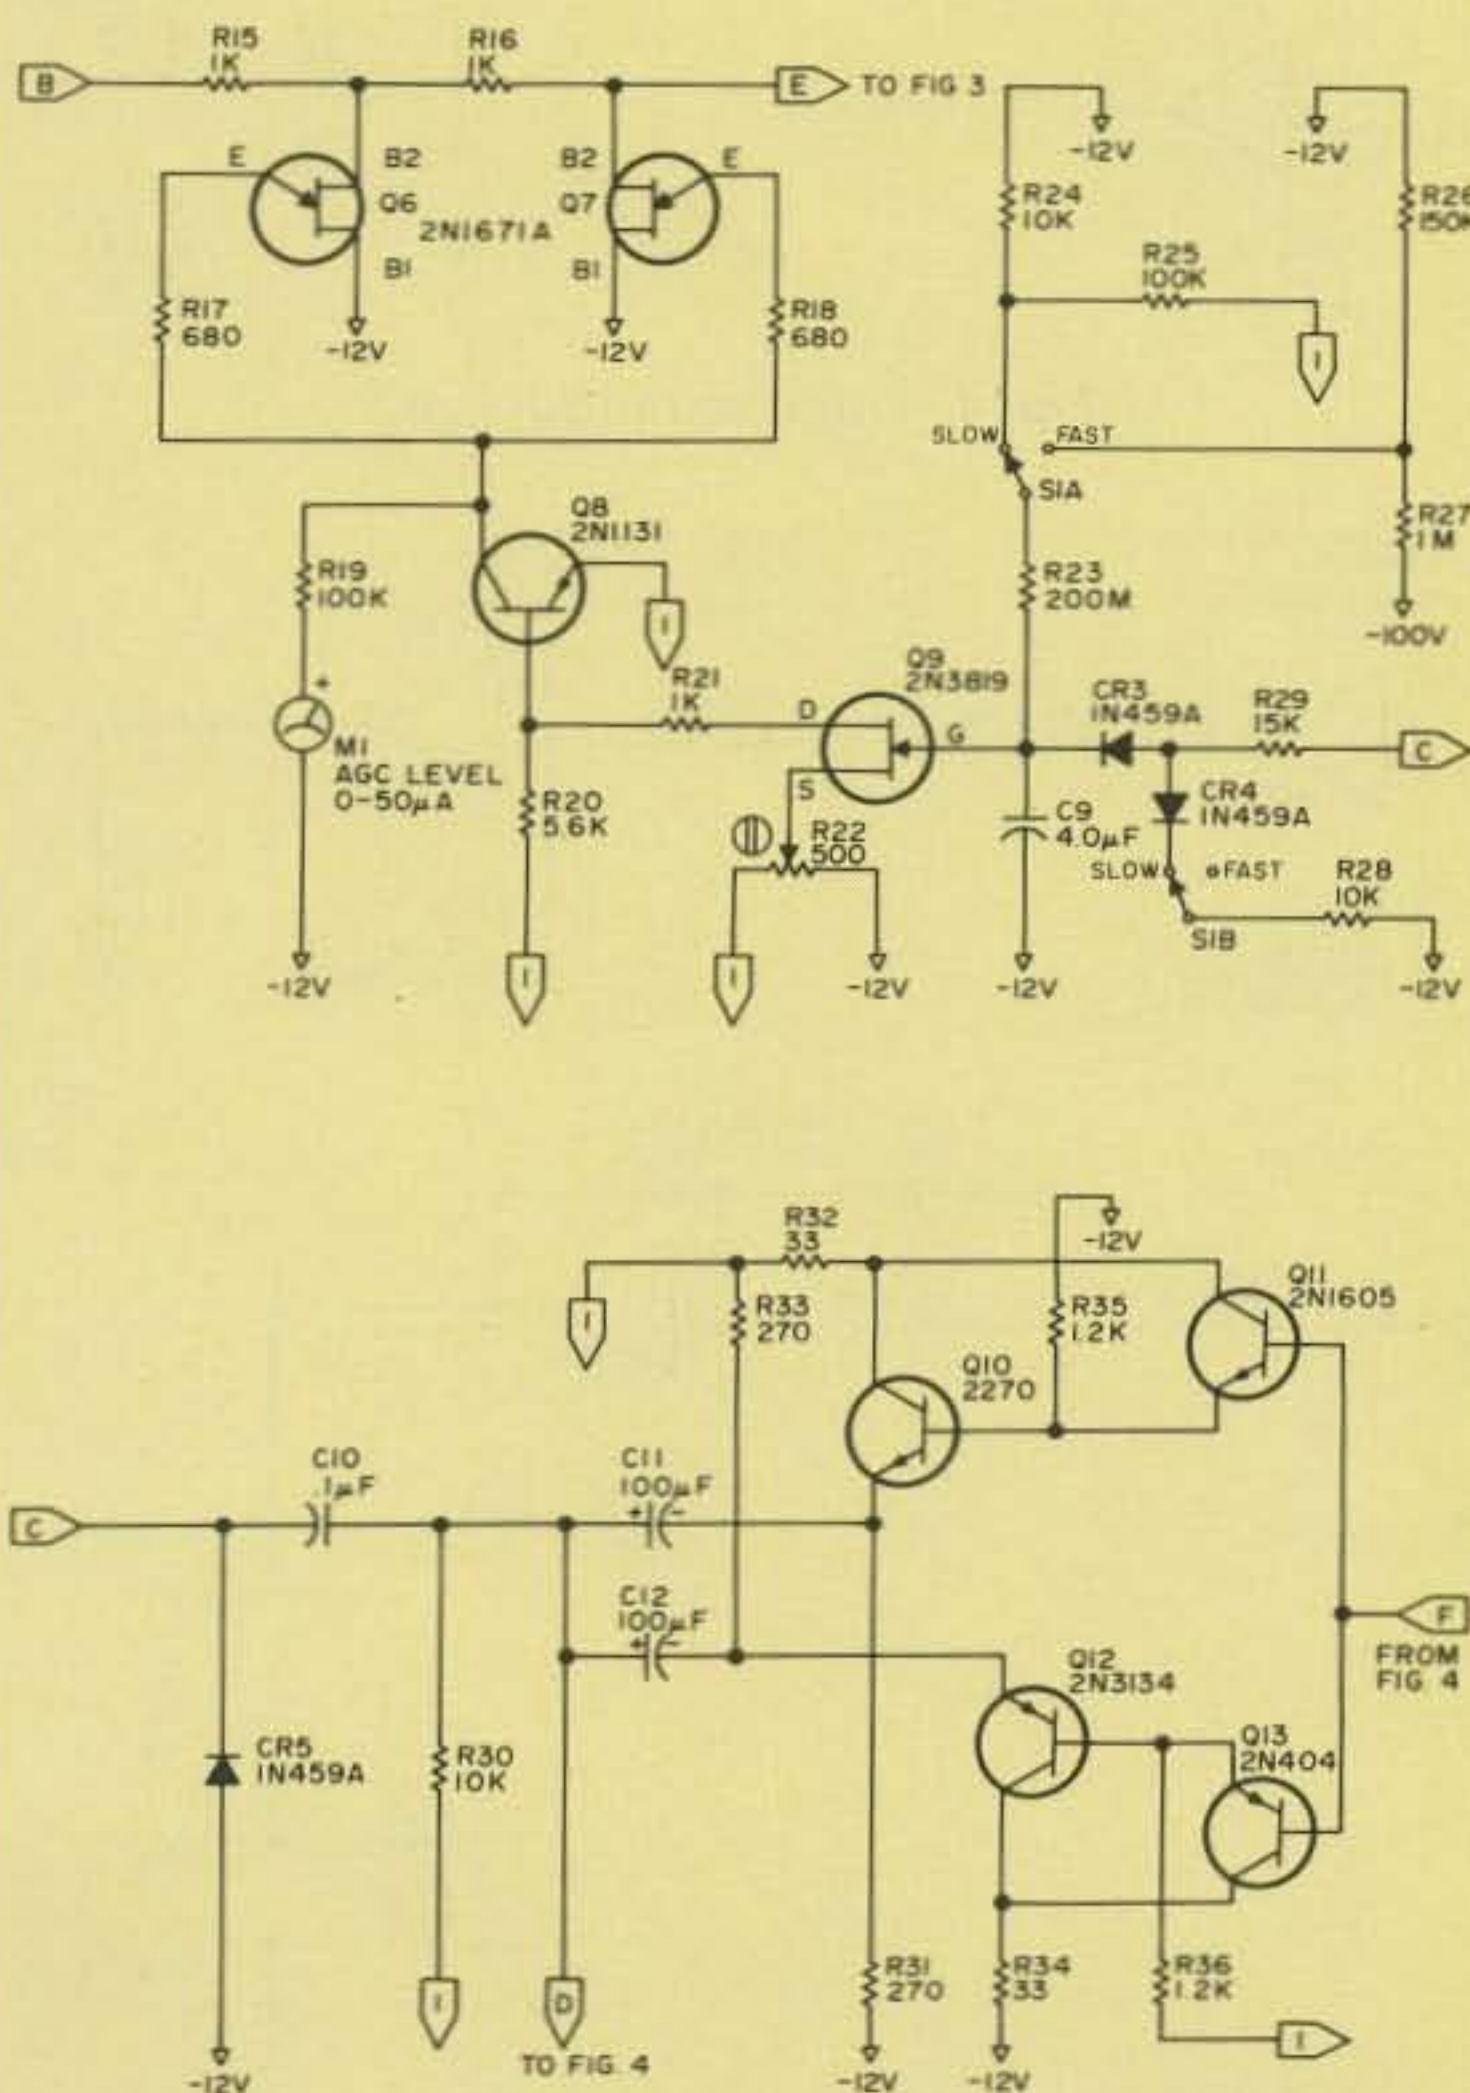 R15
1K
R16
1K
B
E
TO FIG 3
-12V
-12V
E
B2
Q6
2N1671A
B1
B2
Q7
E
B1
R24
10K
R26
150K
R25
100K
R17
680
-12V
-12V
R18
680
1
SLOW
FAST
S1A
Q8
2N1131
R19
100K
R23
200M
R27
1M
1
-100V
R21
1K
Q9
2N3819
D
G
S
CR3
1N459A
R29
15K
C
+
M1
AGC LEVEL
0-50μA
R20
5.6K
R22
500
C9
4.0μF
CR4
1N459A
SLOW
FAST
R28
10K
S1B
-12V
1
1
-12V
-12V
-12V
R32
33
-12V
1
R33
270
R35
1.2K
Q11
2N1605
Q10
2270
C10
.1μF
C11
100μF
+ -
C
C12
100μF
+ -
F
FROM
FIG 4
Q12
2N3134
Q13
2N404
CR5
1N459A
R30
10K
R31
270
R34
33
R36
1.2K
1
D
1
TO FIG. 4
-12V
-12V
-12V